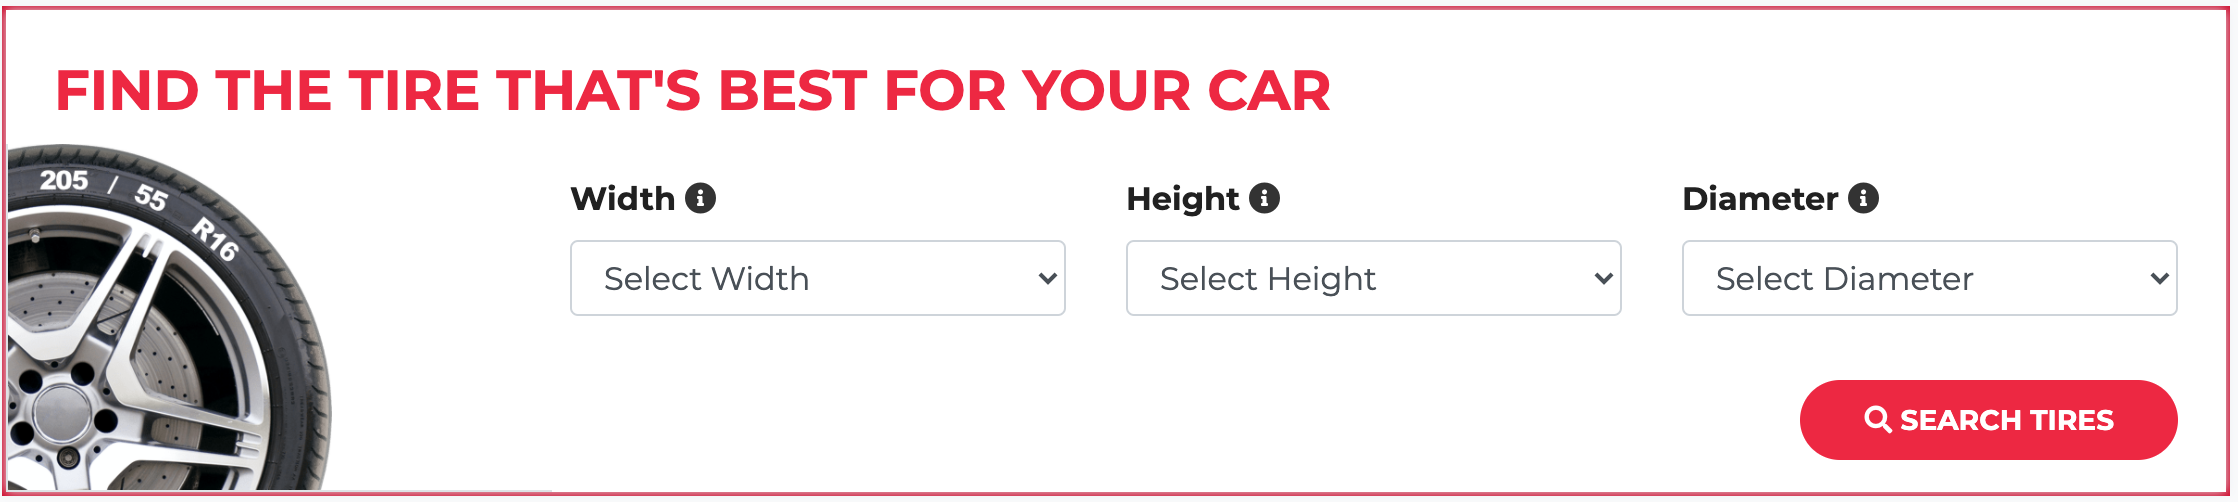 FIND THE TIRE THAT'S BEST FOR YOUR CAR
205 / 55 R16
Width
Select Width
Height
Select Height
Diameter
Select Diameter
SEARCH TIRES